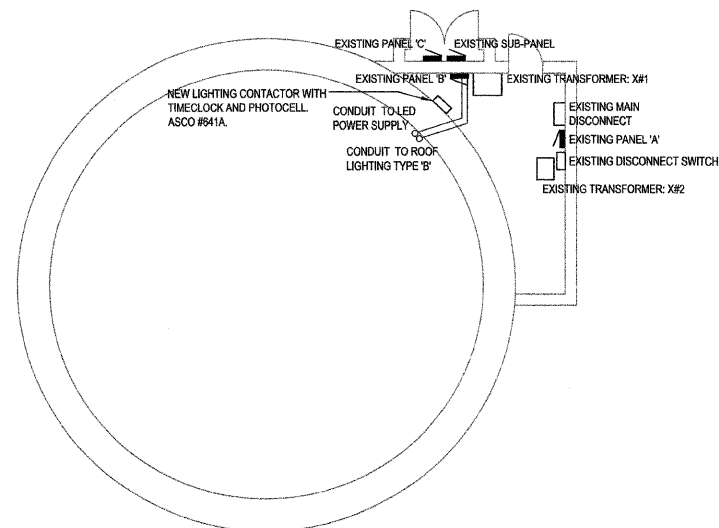 EXISTING PANEL 'C'
EXISTING SUB-PANEL
EXISTING PANEL 'B'
EXISTING TRANSFORMER: X#1
NEW LIGHTING CONTACTOR WITH
TIMECLOCK AND PHOTOCELL.
ASCO #641A.
CONDUIT TO LED
POWER SUPPLY
CONDUIT TO ROOF
LIGHTING TYPE 'B'
EXISTING MAIN
DISCONNECT
EXISTING PANEL 'A'
EXISTING DISCONNECT SWITCH
EXISTING TRANSFORMER: X#2